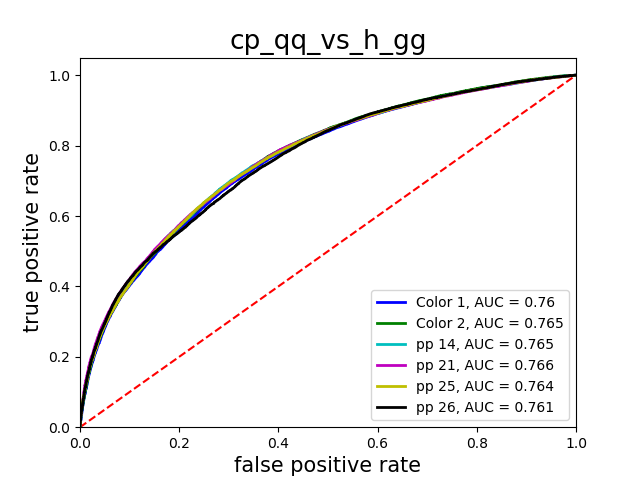 cp_qq_vs_h_gg
true positive rate
1.0
0.8
0.6
0.4
0.2
0.0
Color 1, AUC = 0.76
Color 2, AUC = 0.765
pp 14, AUC = 0.765
pp 21, AUC = 0.766
pp 25, AUC = 0.764
pp 26, AUC = 0.761
0.0 0.2 0.4 0.6 0.8 1.0
false positive rate